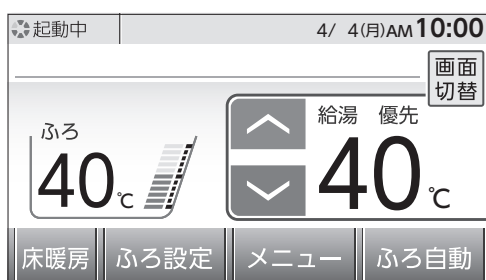 起動中 4/ 4(月)AM10:00
画面
切替
ふろ
40℃
給湯 優先
40℃
床暖房 ふろ設定 メニュー ふろ自動